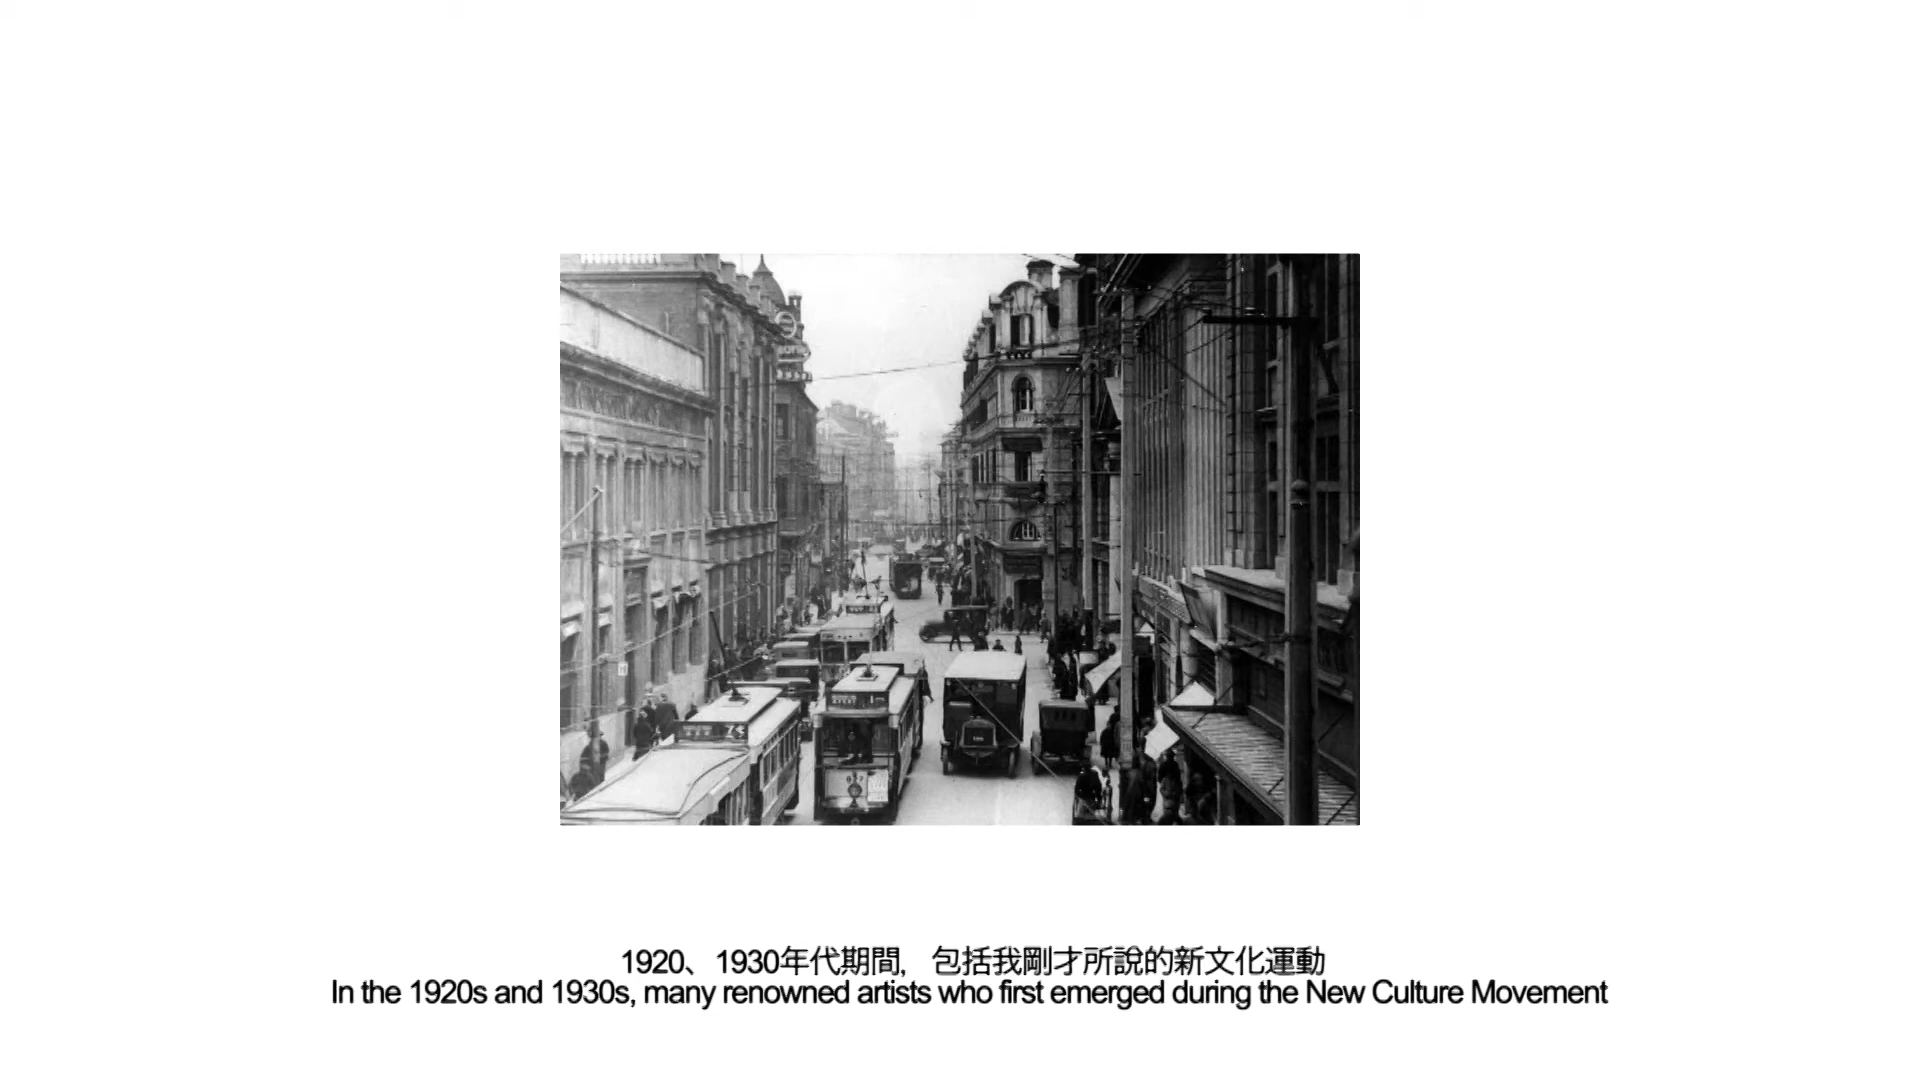 1920、1930年代期間，包括我剛才所說的新文化運動
In the 1920s and 1930s, many renowned artists who first emerged during the New Culture Movement